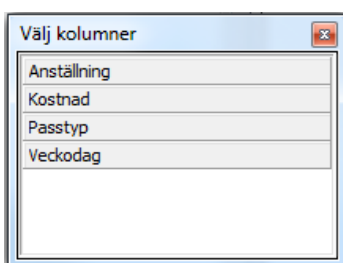 Välj kolumner
Anställning
Kostnad
Passtyp
Veckodag